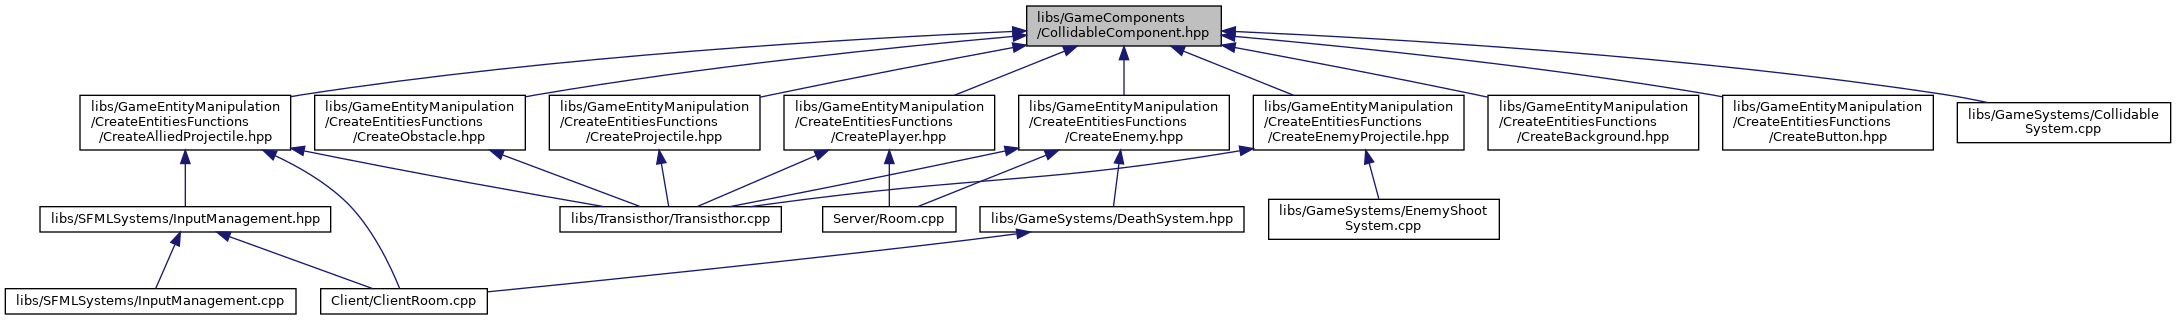 libs/GameComponents
/CollidableComponent.hpp
libs/GameEntityManipulation
/CreateEntitiesFunctions
/CreateAlliedProjectile.hpp
libs/GameEntityManipulation
/CreateEntitiesFunctions
/CreateObstacle.hpp
libs/GameEntityManipulation
/CreateEntitiesFunctions
/CreateProjectile.hpp
libs/GameEntityManipulation
/CreateEntitiesFunctions
/CreatePlayer.hpp
libs/GameEntityManipulation
/CreateEntitiesFunctions
/CreateEnemy.hpp
libs/GameEntityManipulation
/CreateEntitiesFunctions
/CreateEnemyProjectile.hpp
libs/GameEntityManipulation
/CreateEntitiesFunctions
/CreateBackground.hpp
libs/GameEntityManipulation
/CreateEntitiesFunctions
/CreateButton.hpp
libs/GameSystems/Collidable
System.cpp
libs/SFMLSystems/InputManagement.hpp
libs/Transisthor/Transisthor.cpp
Server/Room.cpp
libs/GameSystems/DeathSystem.hpp
libs/GameSystems/EnemyShoot
System.cpp
libs/SFMLSystems/InputManagement.cpp
Client/ClientRoom.cpp